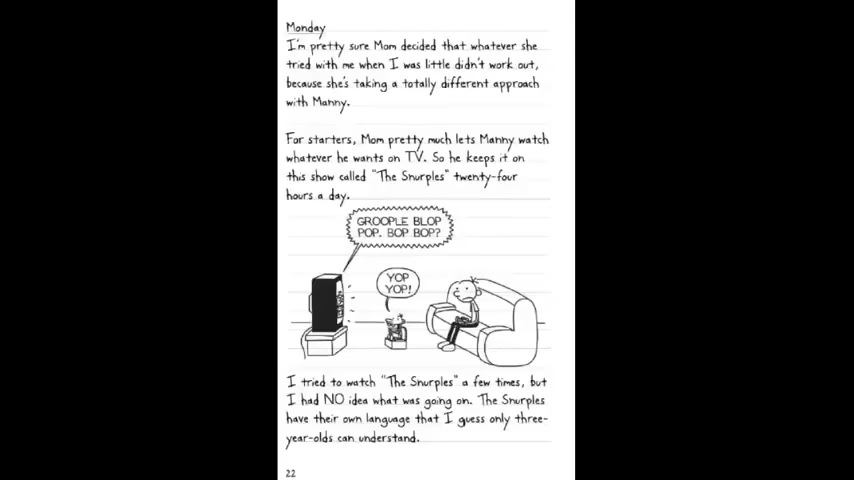 Monday
I'm pretty sure Mom decided that whatever she
tried with me when I was little didn't work out,
because she's taking a totally different approach
with Manny.
For starters, Mom pretty much lets Manny watch
whatever he wants on TV. So he keeps it on
this show called "The Snurples" twenty-four
hours a day.
GROOPLE BLOP
POP. BOP BOP?
YOP
YOP!
I tried to watch "The Snurples" a few times, but
I had NO idea what was going on. The Snurples
have their own language that I guess only three-
year-olds can understand.
22